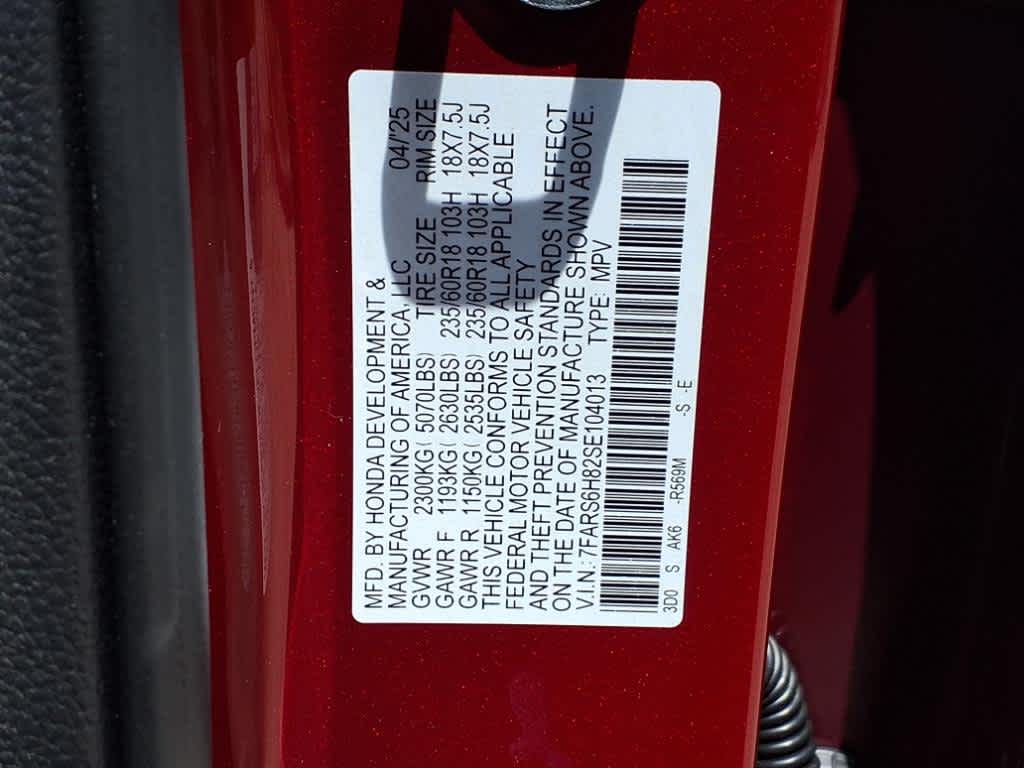 MFD. BY HONDA DEVELOPMENT &
MANUFACTURING OF AMERICA, LLC 04/'25
GVWR 2300KG( 5070LBS) TIRE SIZE RIM SIZE
GAWR F 1193KG( 2630LBS) 235/60R18 103H 18X7.5J
GAWR R 1150KG( 2535LBS) 235/60R18 103H 18X7.5J
THIS VEHICLE CONFORMS TO ALL APPLICABLE
FEDERAL MOTOR VEHICLE SAFETY
AND THEFT PREVENTION STANDARDS IN EFFECT
ON THE DATE OF MANUFACTURE SHOWN ABOVE.
V.I.N.: 7FARS6H82SE104013 TYPE: MPV
3D0 S AK6 -R569M -S -E